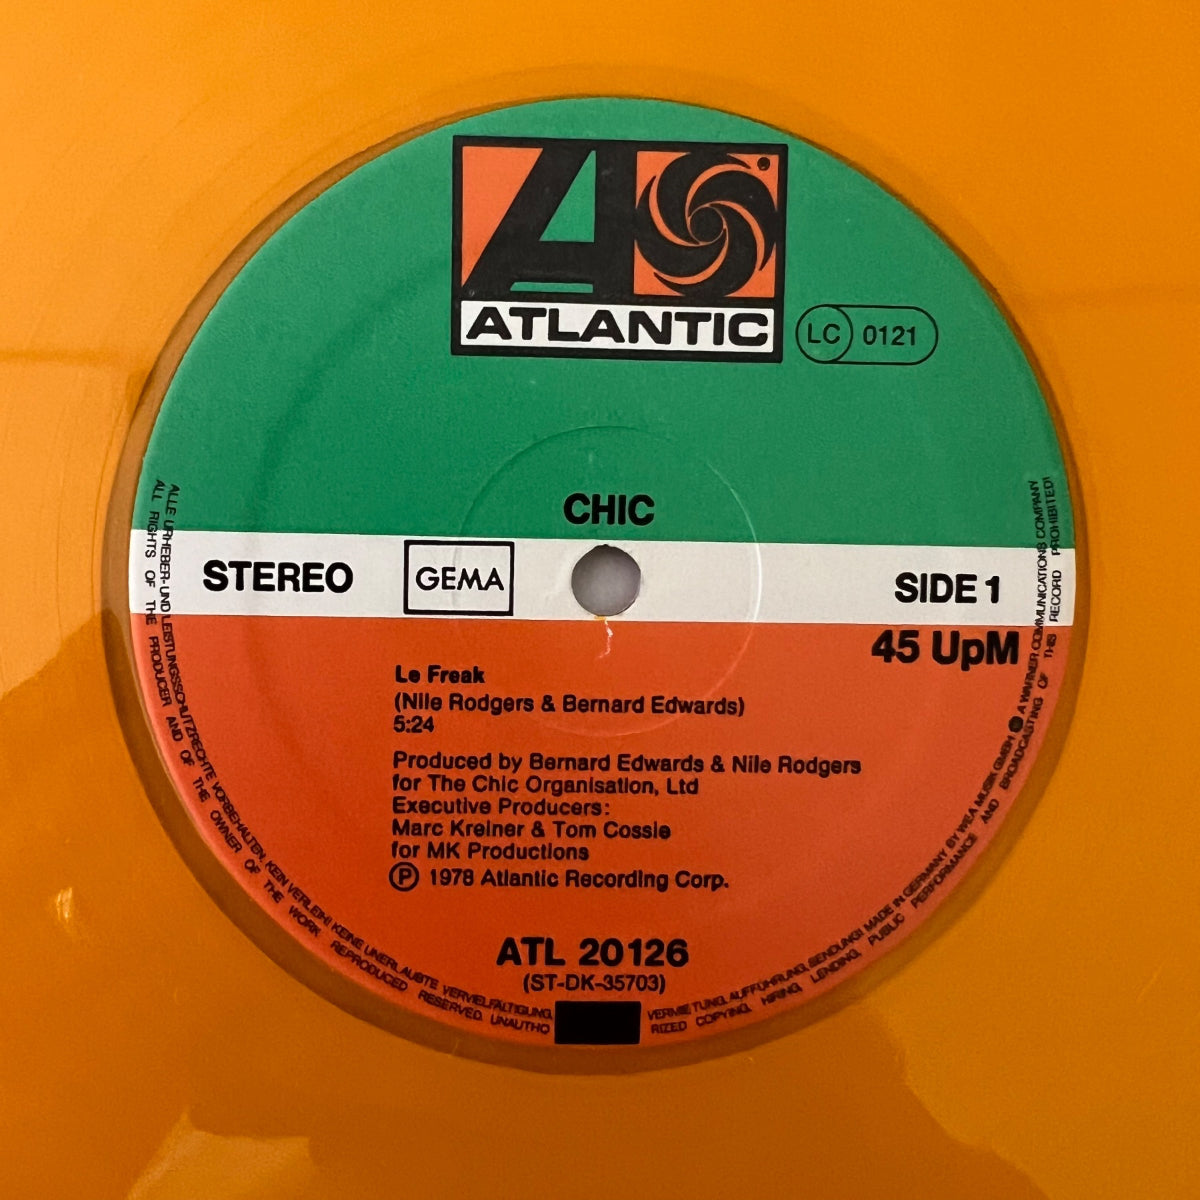 ATLANTIC
LC 0121
CHIC
STEREO
GEMA
SIDE 1
45 UpM
Le Freak
(Nile Rodgers & Bernard Edwards)
5:24
Produced by Bernard Edwards & Nile Rodgers
for The Chic Organisation, Ltd
Executive Producers:
Marc Kreiner & Tom Cossie
for MK Productions
Ⓟ 1978 Atlantic Recording Corp.
ATL 20126
(ST-DK-35703)
ALLE URHEBER- UND LEISTUNGSSCHUTZRECHTE VORBEHALTEN. KEIN VERLEIH! KEINE UNERLAUBTE VERVIELFÄLTIGUNG, VERMIETUNG, AUFFÜHRUNG, SENDUNG! MADE IN GERMANY BY WEA MUSIK GMBH A WARNER COMMUNICATIONS COMPANY
ALL RIGHTS OF THE PRODUCER AND OF THE OWNER OF THE WORK REPRODUCED RESERVED. UNAUTHORIZED COPYING, HIRING, LENDING, PUBLIC PERFORMANCE AND BROADCASTING OF THIS RECORD PROHIBITED!